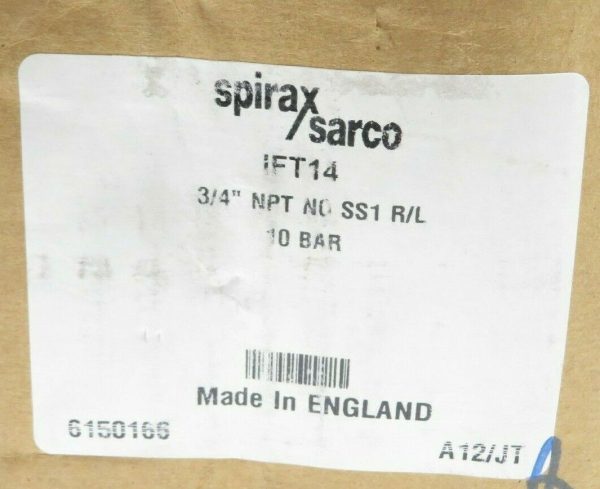 spirax
/sarco
IFT14
3/4" NPT NO SS1 R/L
10 BAR
Made In ENGLAND
6150166
A12/JT